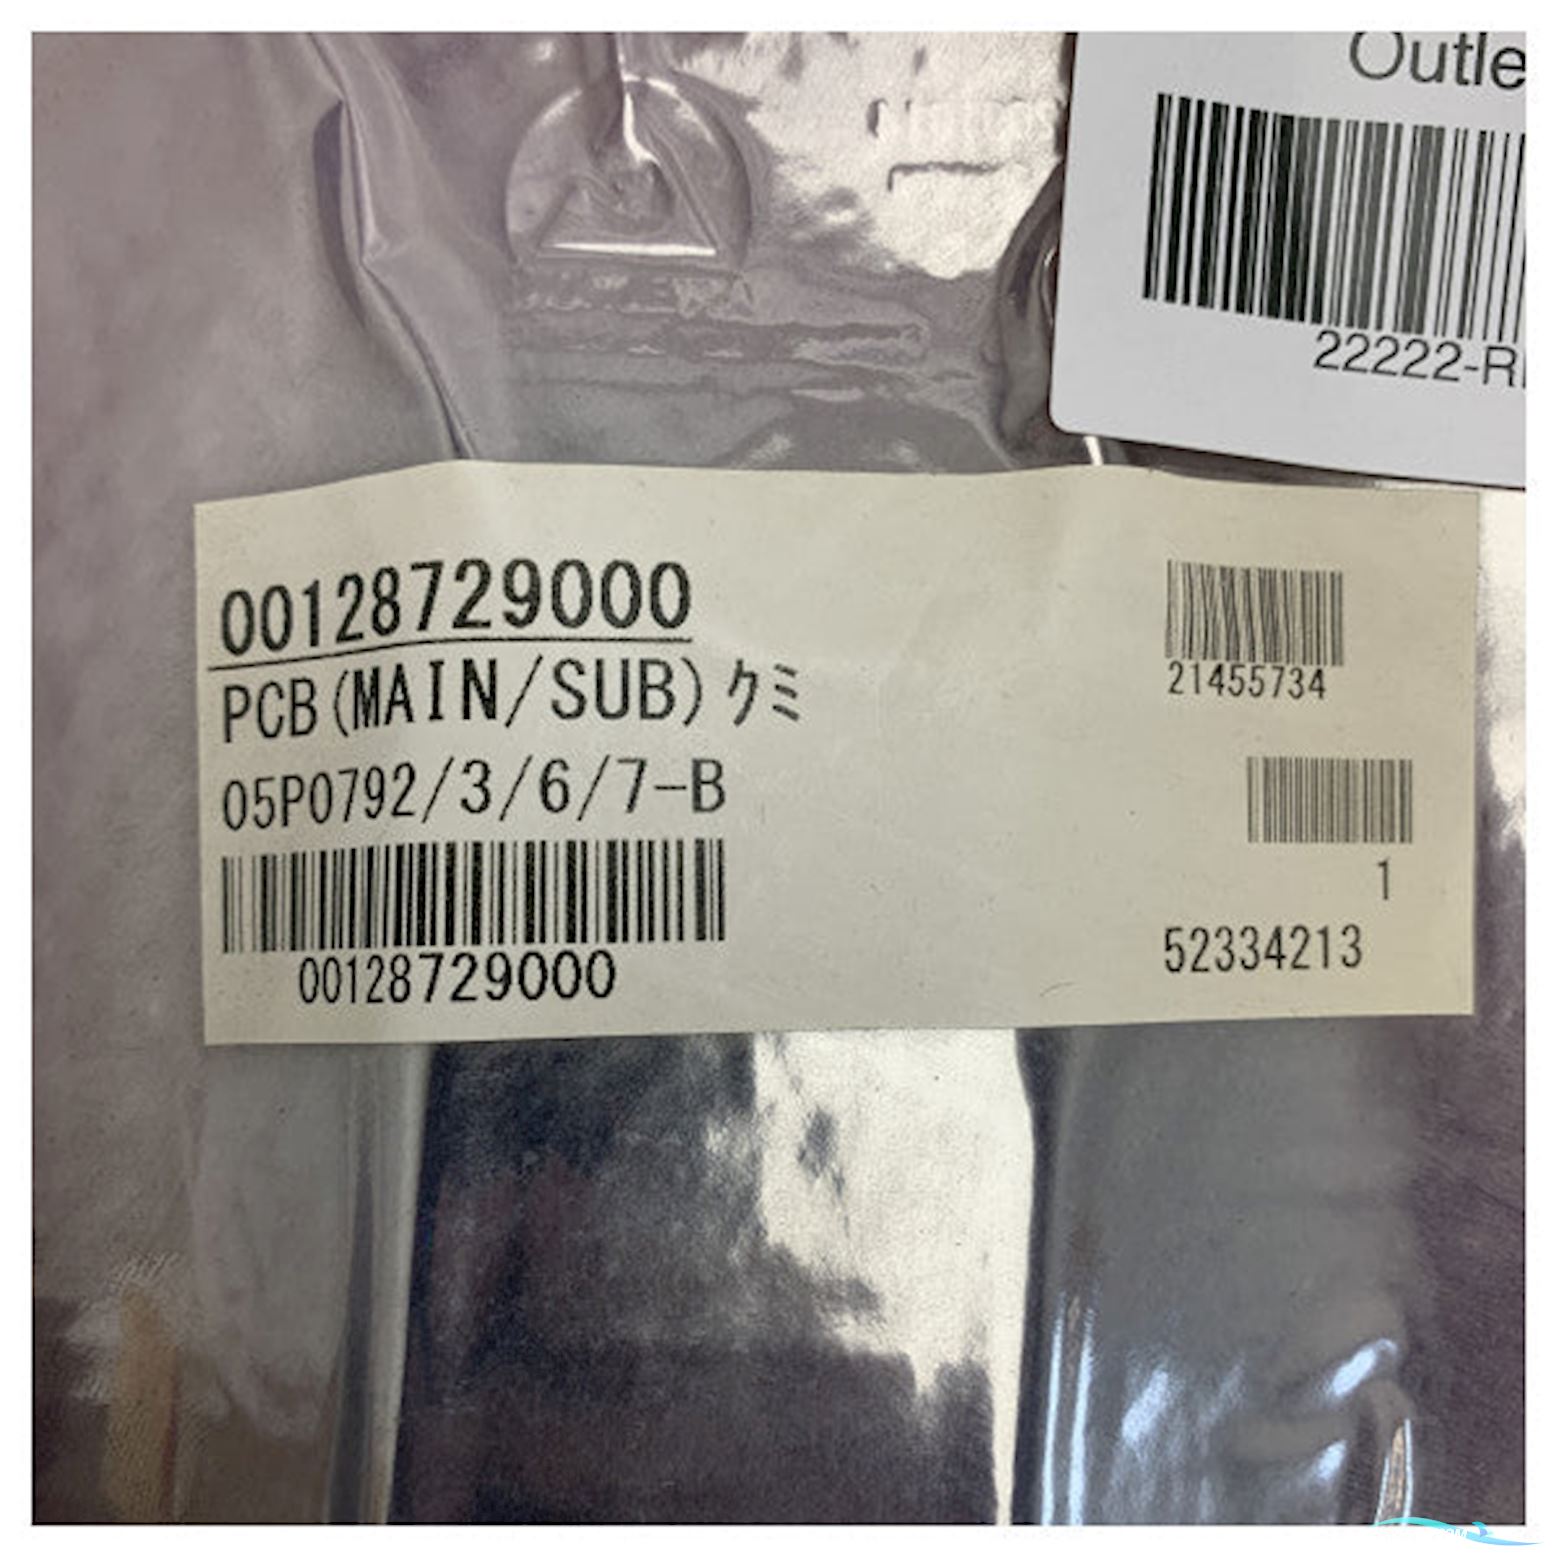 Outle
22222-R
00128729000
PCB(MAIN/SUB)クミ
05P0792/3/6/7-B
00128729000
21455734
1
52334213